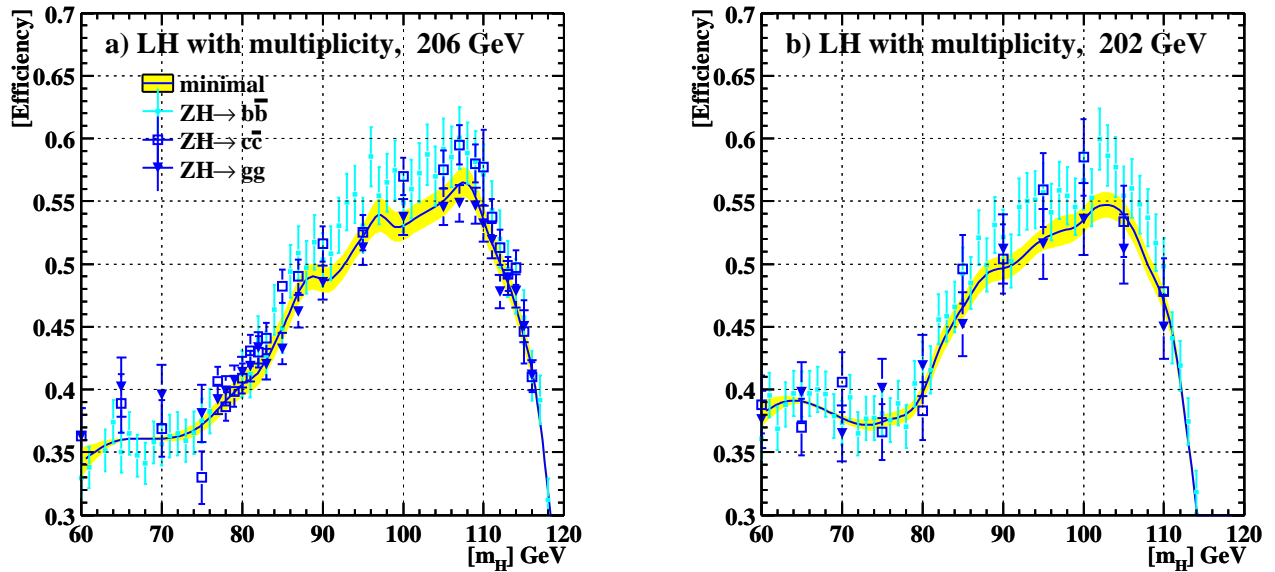 a) LH with multiplicity, 206 GeV
[Efficiency]
0.7
0.65
0.6
0.55
0.5
0.45
0.4
0.35
0.3
minimal
ZH→ bb̅
ZH→ cc̅
ZH→ gg
60 70 80 90 100 110 120
[m_H] GeV
b) LH with multiplicity, 202 GeV
[Efficiency]
0.7
0.65
0.6
0.55
0.5
0.45
0.4
0.35
0.3
60 70 80 90 100 110 120
[m_H] GeV